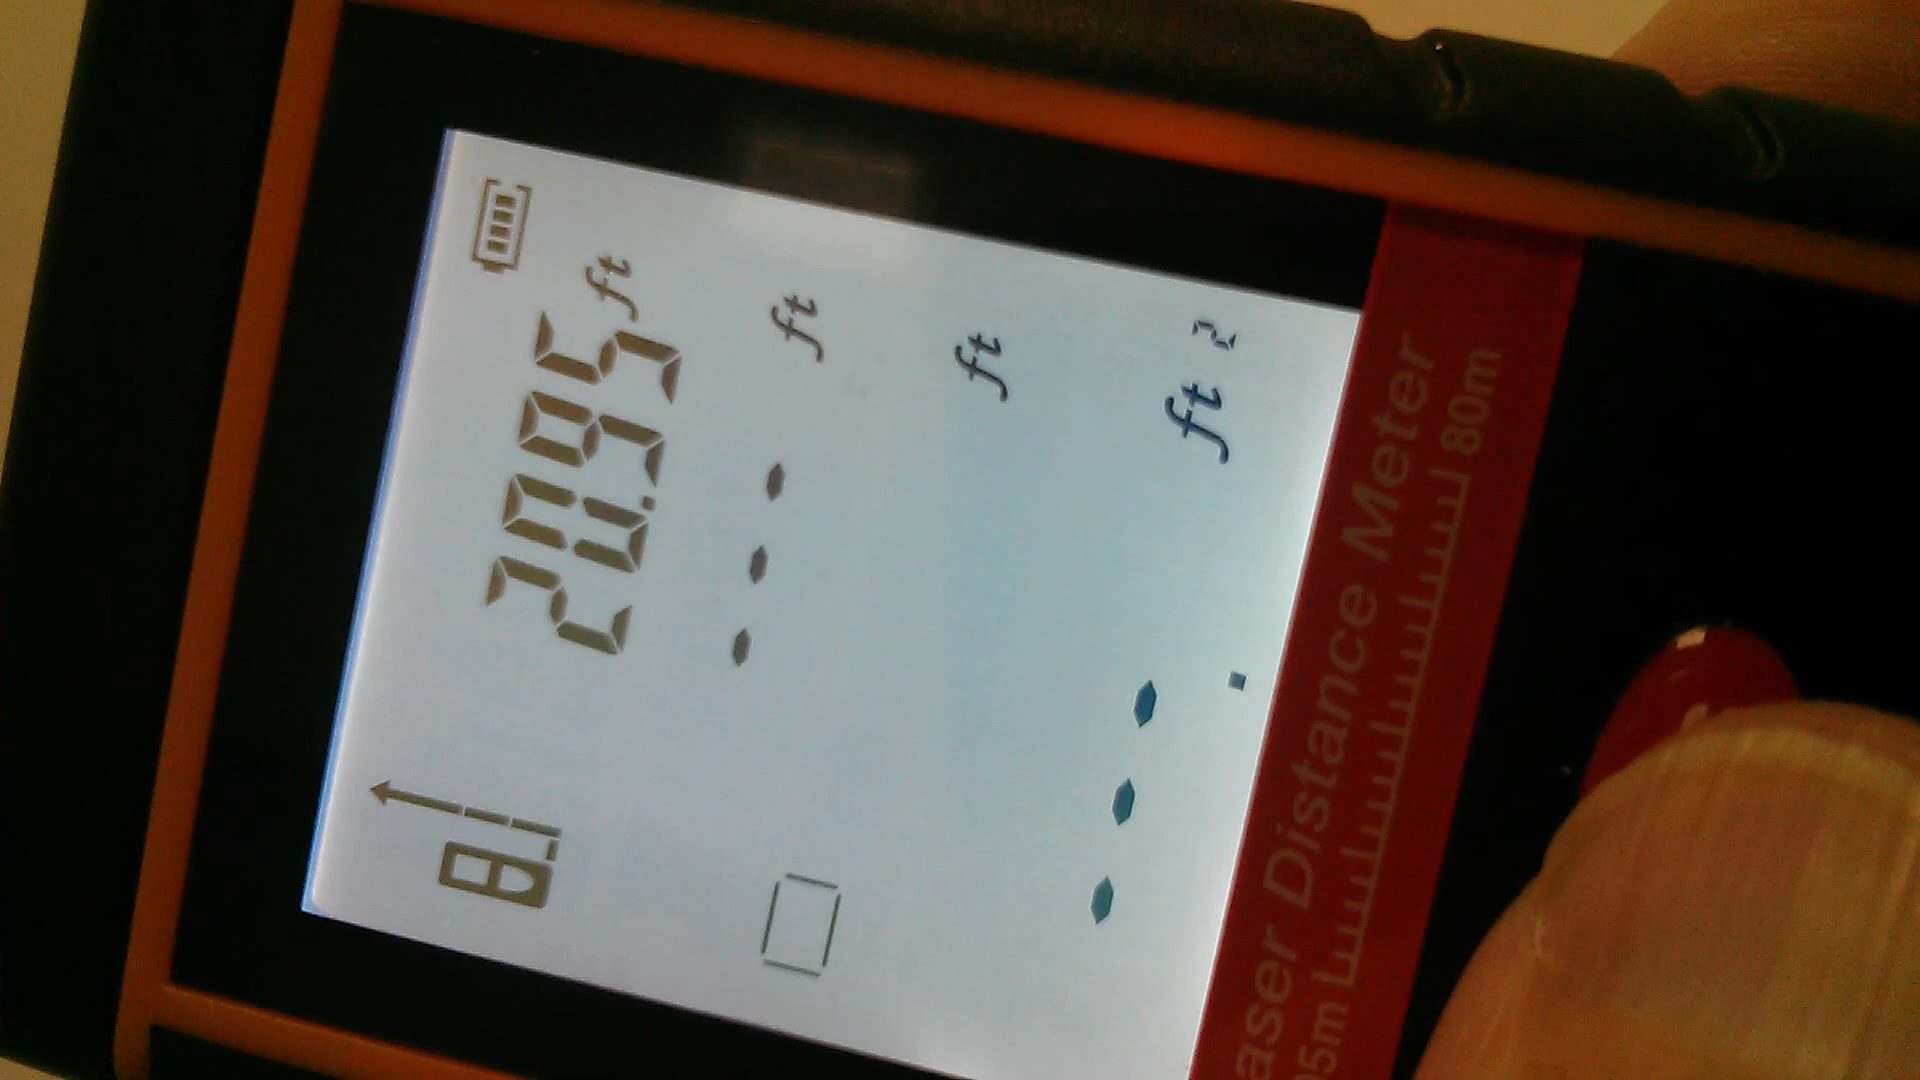 20.95 ft
--- ft
ft
---. ft²
aser Distance Meter
5m 80m